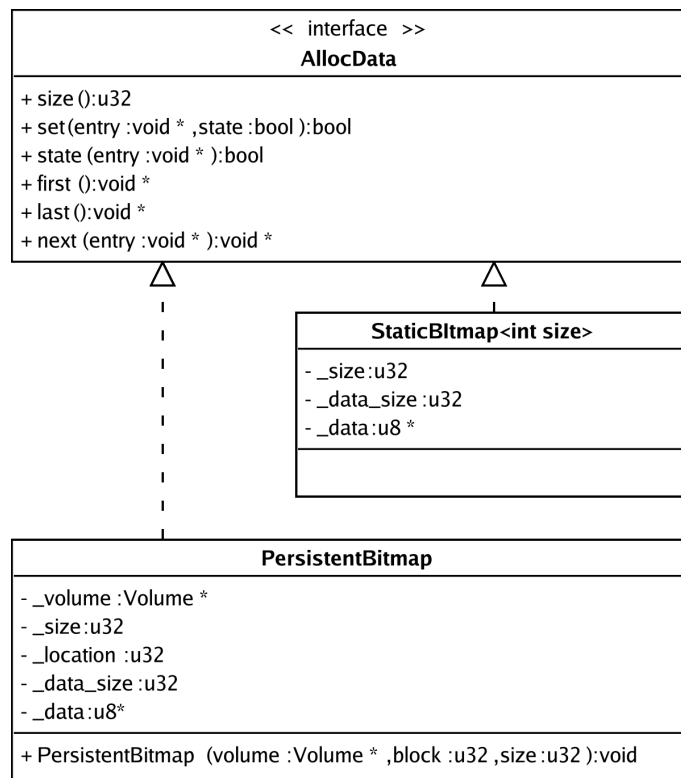 << interface >>
AllocData
+ size():u32
+ set(entry:void * ,state:bool):bool
+ state(entry:void * ):bool
+ first ():void *
+ last():void *
+ next (entry:void * ):void *
StaticBItmap<int size>
- _size:u32
- _data_size:u32
- _data:u8 *
PersistentBitmap
- _volume:Volume *
- _size:u32
- _location :u32
- _data_size:u32
- _data:u8*
+ PersistentBitmap (volume:Volume * ,block:u32 ,size:u32 ):void